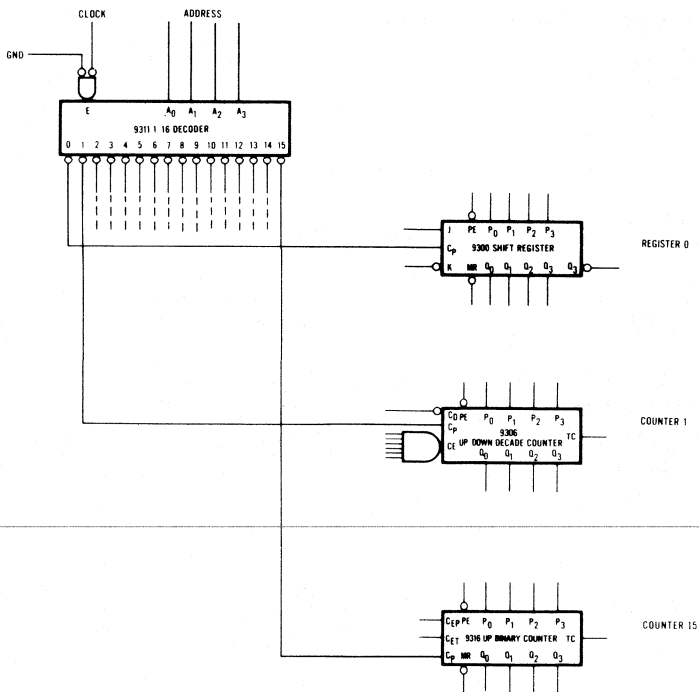 CLOCK ADDRESS
GND
E A0 A1 A2 A3
9311 1 16 DECODER
0 1 2 3 4 5 6 7 8 9 10 11 12 13 14 15
J PE P0 P1 P2 P3
CP 9300 SHIFT REGISTER
K MR Q0 Q1 Q2 Q3 Q3
REGISTER 0
CD PE P0 P1 P2 P3
CP 9306
CE UP DOWN DECADE COUNTER TC
Q0 Q1 Q2 Q3
COUNTER 1
CEP PE P0 P1 P2 P3
CET 9316 UP BINARY COUNTER TC
CP MR Q0 Q1 Q2 Q3
COUNTER 15